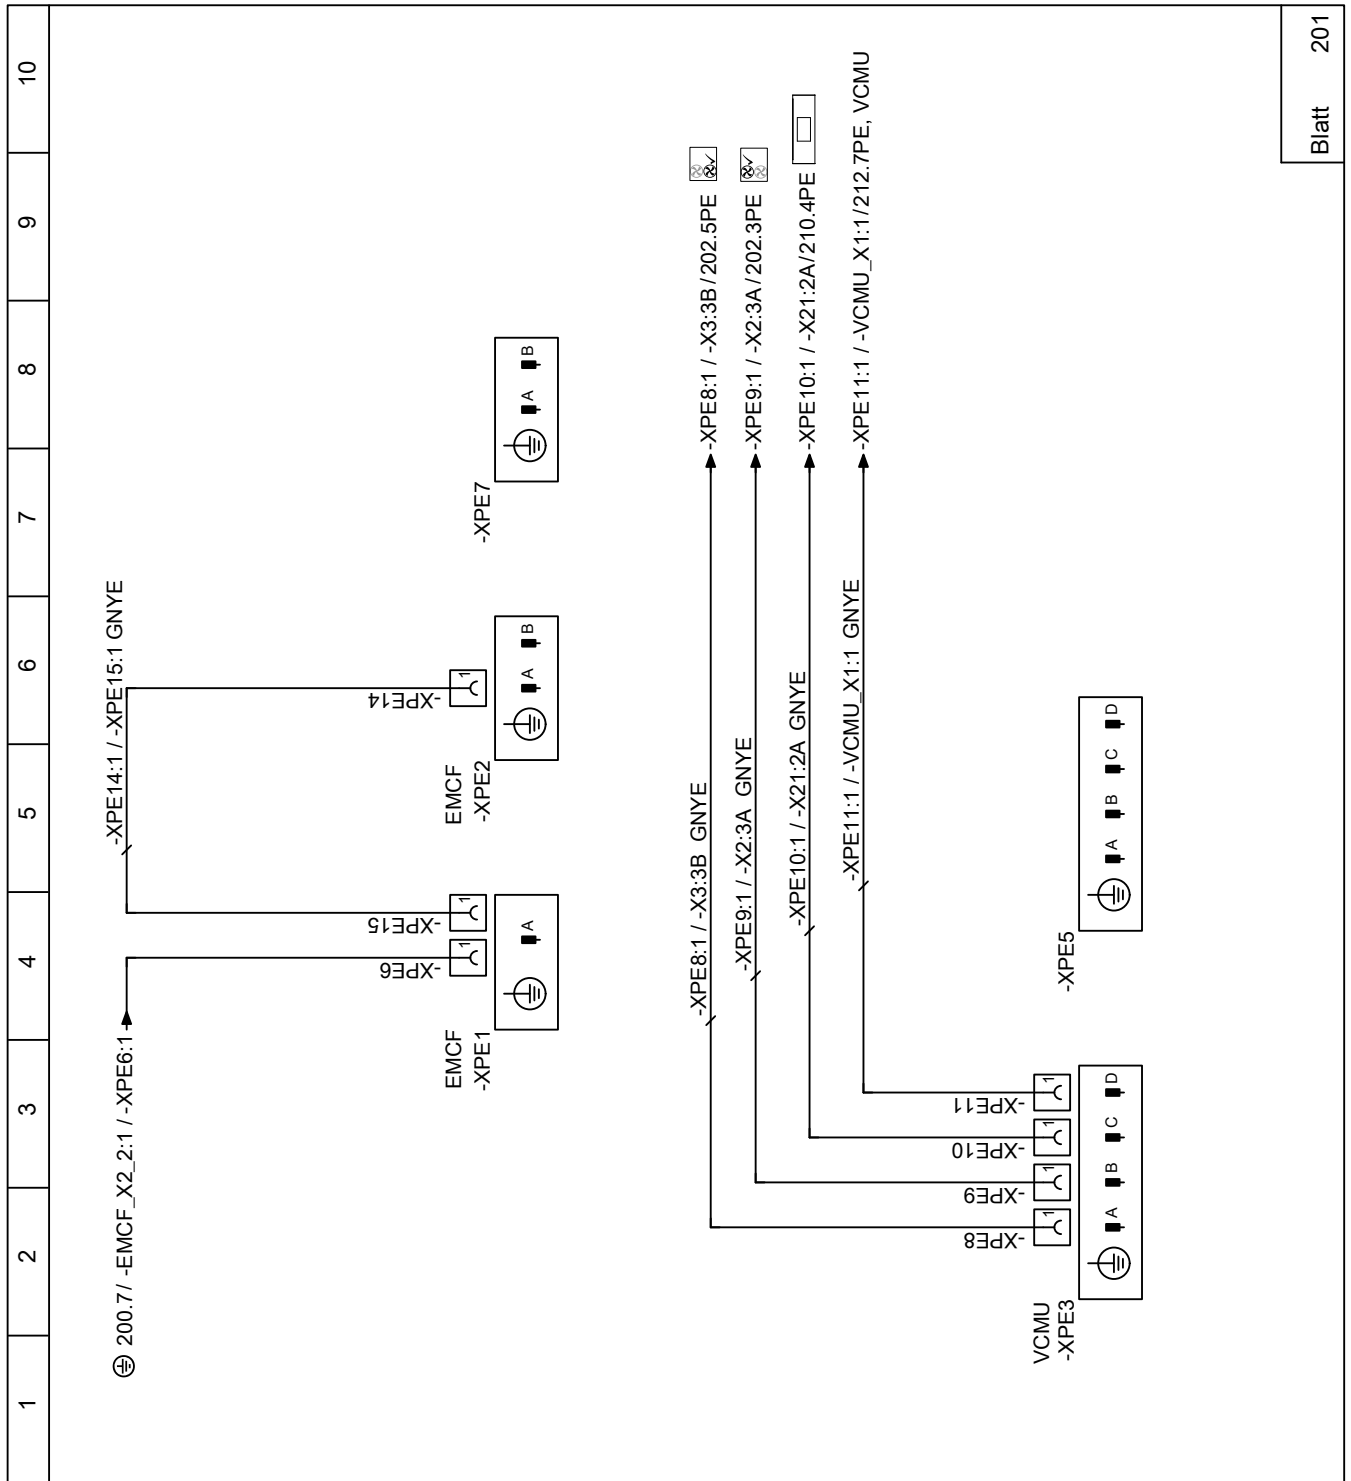 1 2 3 4 5 6 7 8 9 10
200.7 / -EMCF_X2_2:1 / -XPE6:1
-XPE14:1 / -XPE15:1 GNYE
-XPE6
1
-XPE15
1
-XPE14
1
EMCF
-XPE1
A
EMCF
-XPE2
A B
-XPE7
A B
-XPE8:1 / -X3:3B GNYE
-XPE8:1 / -X3:3B / 202.5PE
-XPE9:1 / -X2:3A GNYE
-XPE9:1 / -X2:3A / 202.3PE
-XPE10:1 / -X21:2A GNYE
-XPE10:1 / -X21:2A / 210.4PE
-XPE11:1 / -VCMU_X1:1 GNYE
-XPE11:1 / -VCMU_X1:1 / 212.7PE, VCMU
-XPE8
1
-XPE9
1
-XPE10
1
-XPE11
1
VCMU
-XPE3
A B C D
-XPE5
A B C D
Blatt 201